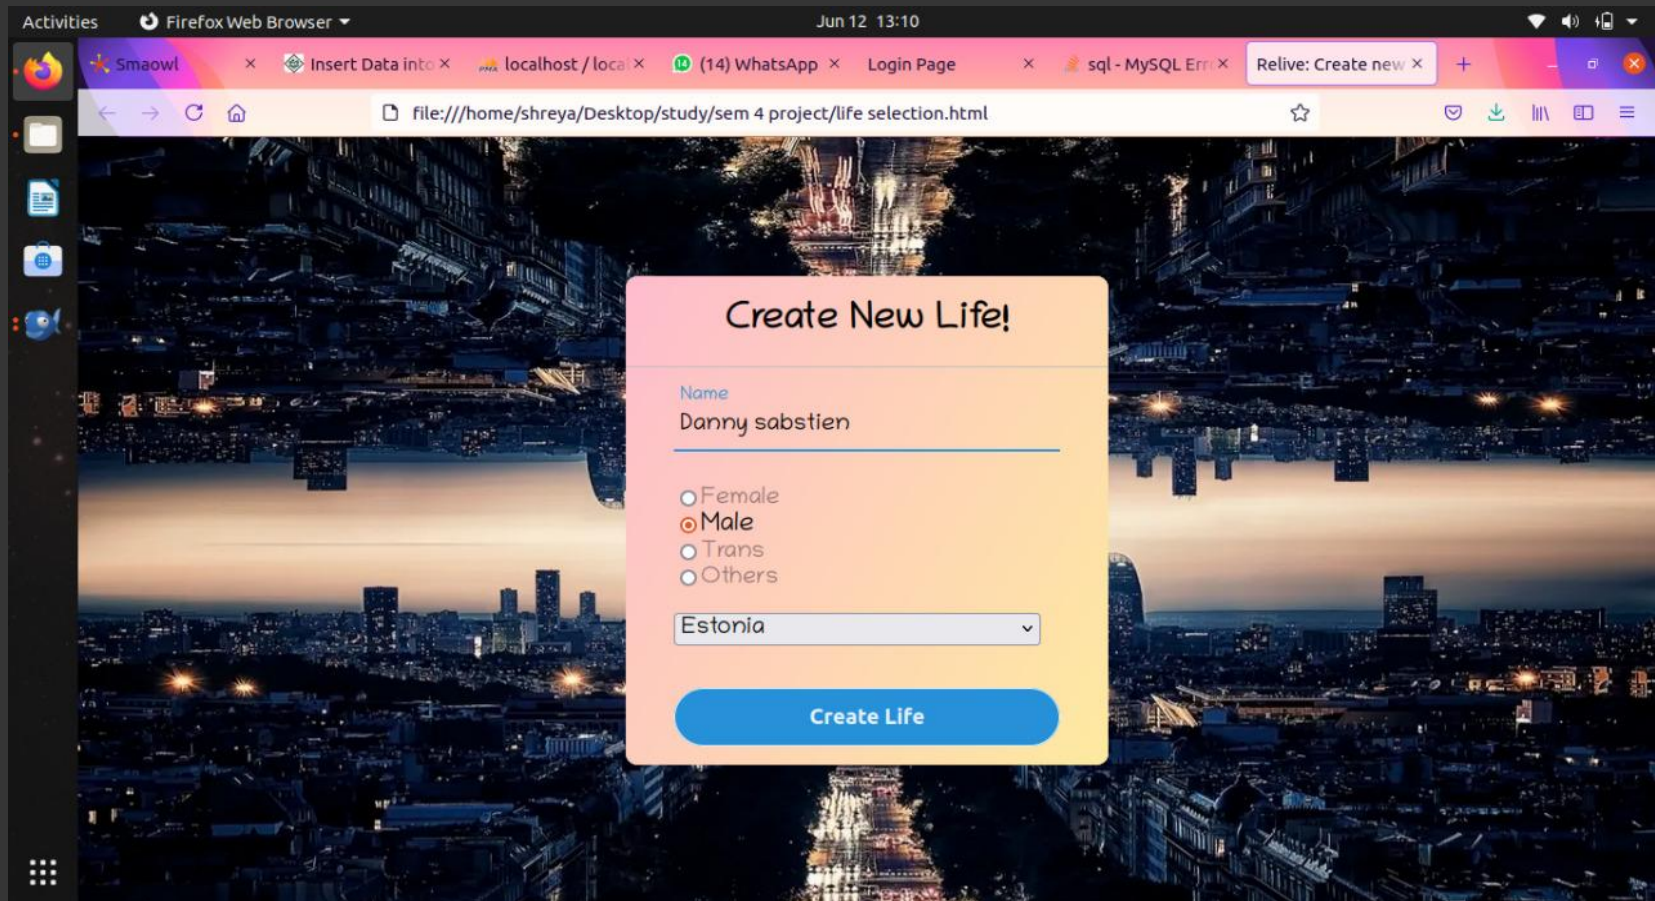 Activities Firefox Web Browser Jun 12 13:10
Smaowl Insert Data into localhost / local (14) WhatsApp Login Page sql - MySQL Erro Relive: Create new
file:///home/shreya/Desktop/study/sem 4 project/life selection.html
Create New Life!
Name
Danny sabstien
Female
Male
Trans
Others
Estonia
Create Life